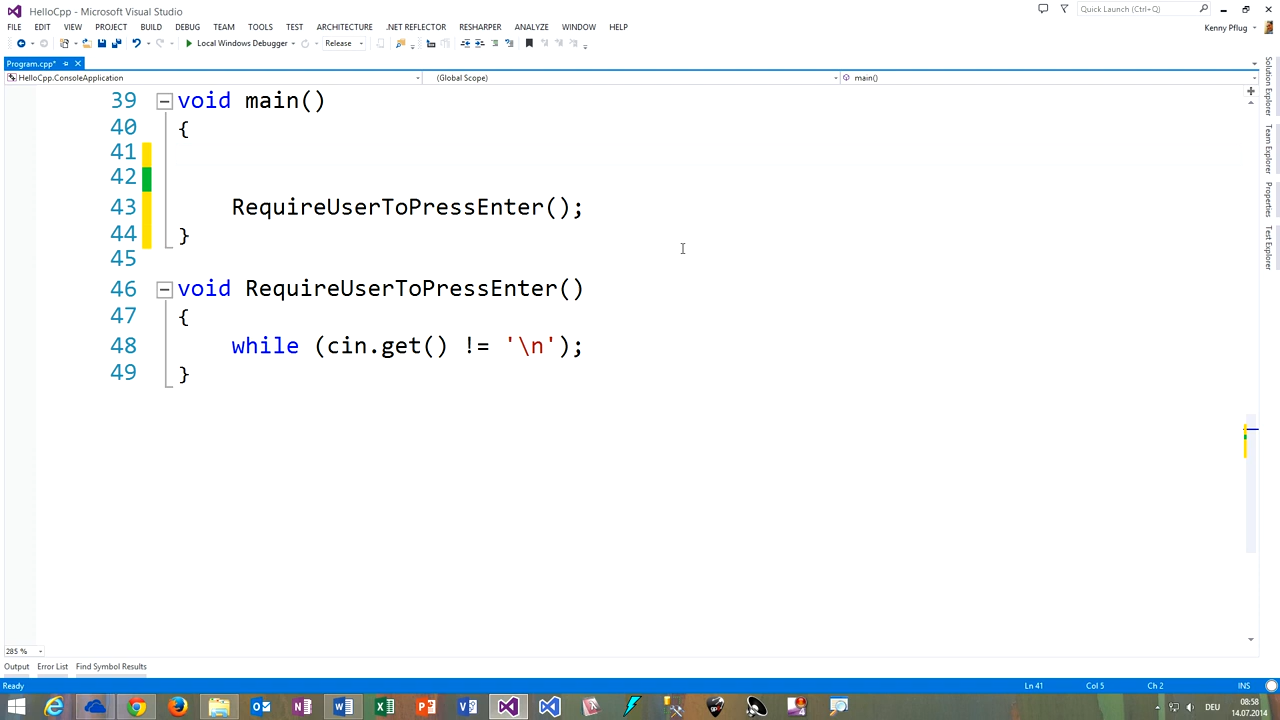 HelloCpp - Microsoft Visual Studio
Quick Launch (Ctrl+Q)
FILE EDIT VIEW PROJECT BUILD DEBUG TEAM TOOLS TEST ARCHITECTURE .NET REFLECTOR RESHARPER ANALYZE WINDOW HELP
Kenny Pflug
Local Windows Debugger Release
Program.cpp*
HelloCpp.ConsoleApplication (Global Scope) main()
39 void main()
40 {
41
42
43 RequireUserToPressEnter();
44 }
45
46 void RequireUserToPressEnter()
47 {
48 while (cin.get() != '\n');
49 }
Solution Explorer
Team Explorer
Properties
Test Explorer
285 %
Output Error List Find Symbol Results
Ready Ln 41 Col 5 Ch 2 INS
DEU
08:58
14.07.2014